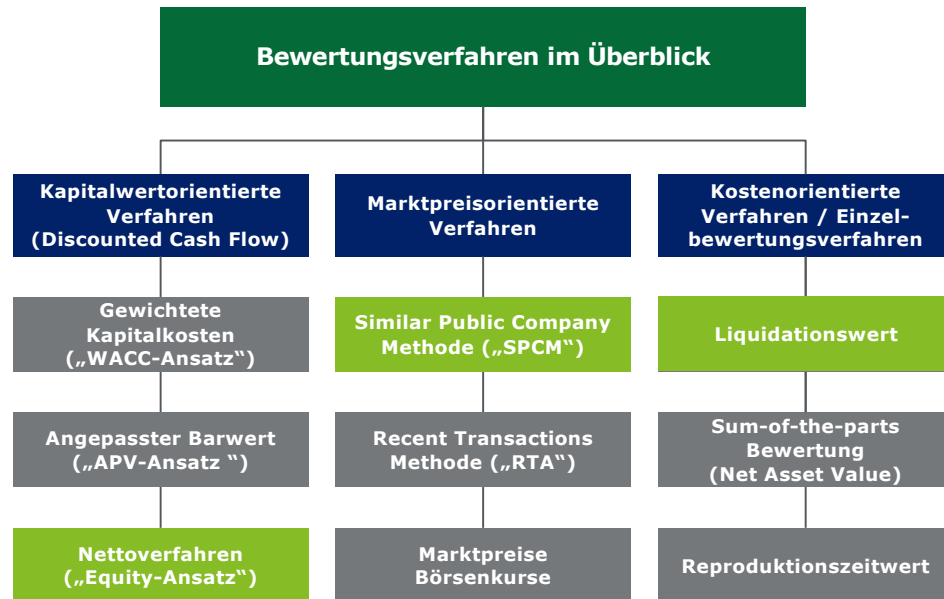 Bewertungsverfahren im Überblick
Kapitalwertorientierte
Verfahren
(Discounted Cash Flow)
Gewichtete
Kapitalkosten
(„WACC-Ansatz“)
Angepasster Barwert
(„APV-Ansatz “)
Nettoverfahren
(„Equity-Ansatz“)
Marktpreisorientierte
Verfahren
Similar Public Company
Methode („SPCM“)
Recent Transactions
Methode („RTA“)
Marktpreise
Börsenkurse
Kostenorientierte
Verfahren / Einzel-
bewertungsverfahren
Liquidationswert
Sum-of-the-parts
Bewertung
(Net Asset Value)
Reproduktionszeitwert